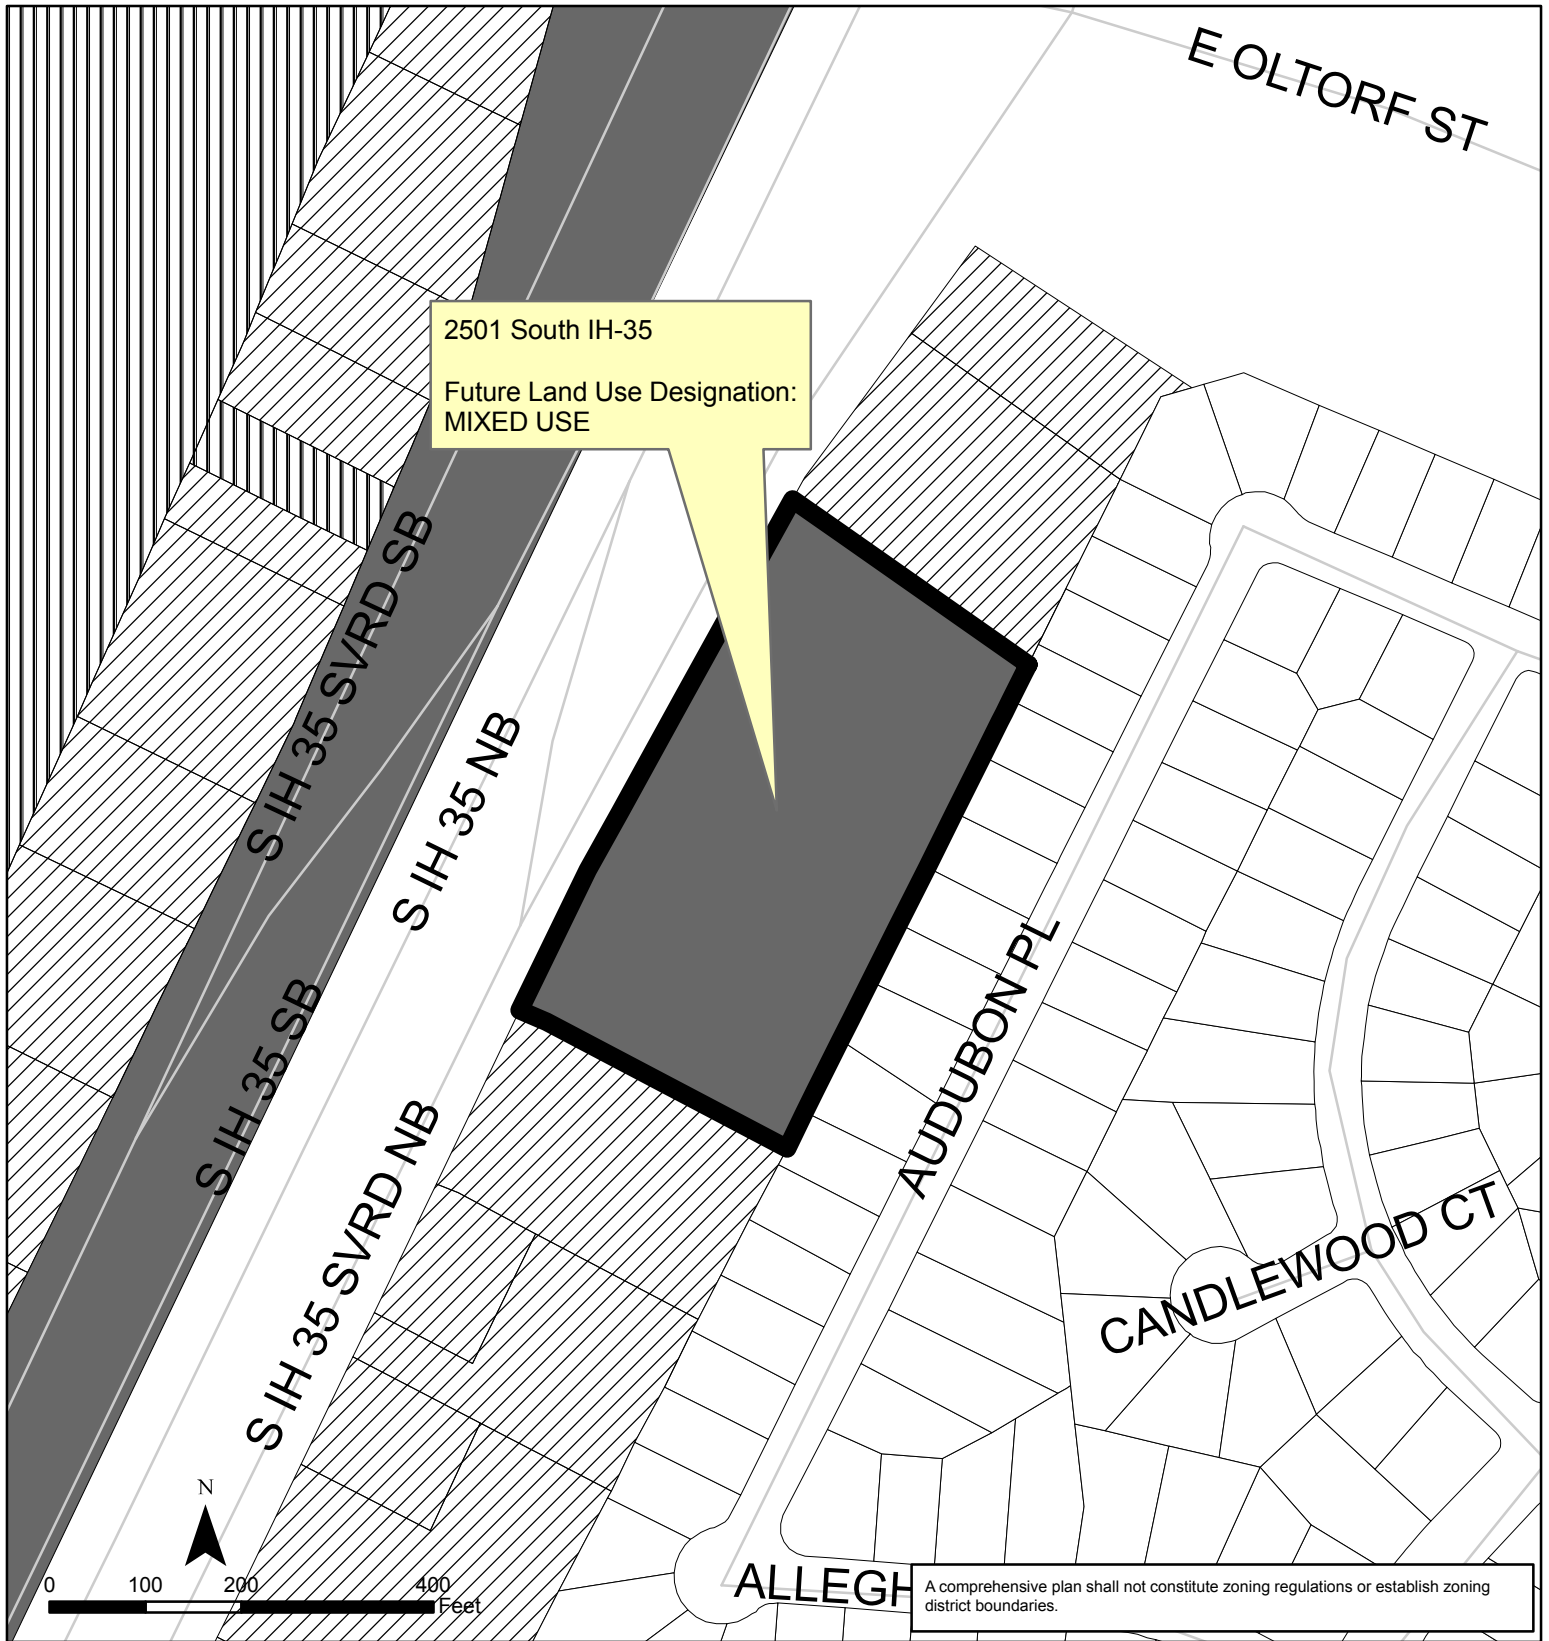 E OLTORF ST
2501 South IH-35
Future Land Use Designation:
MIXED USE
S IH 35 SVRD SB
S IH 35 NB
AUDUBON PL
S IH 35 SB
S IH 35 SVRD NB
CANDLEWOOD CT
N
0 100 200 400
Feet
ALLEGH
A comprehensive plan shall not constitute zoning regulations or establish zoning
district boundaries.